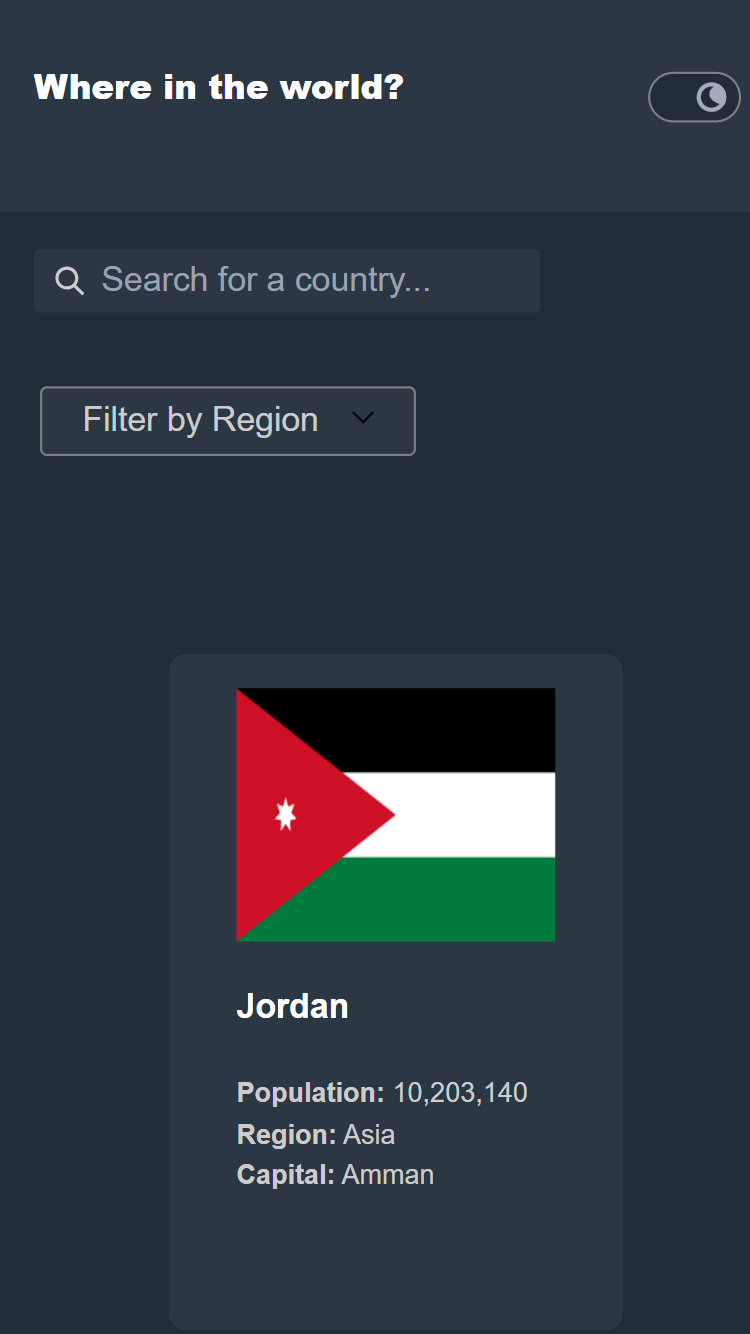 Where in the world?
Search for a country...
Filter by Region
Jordan
Population: 10,203,140
Region: Asia
Capital: Amman